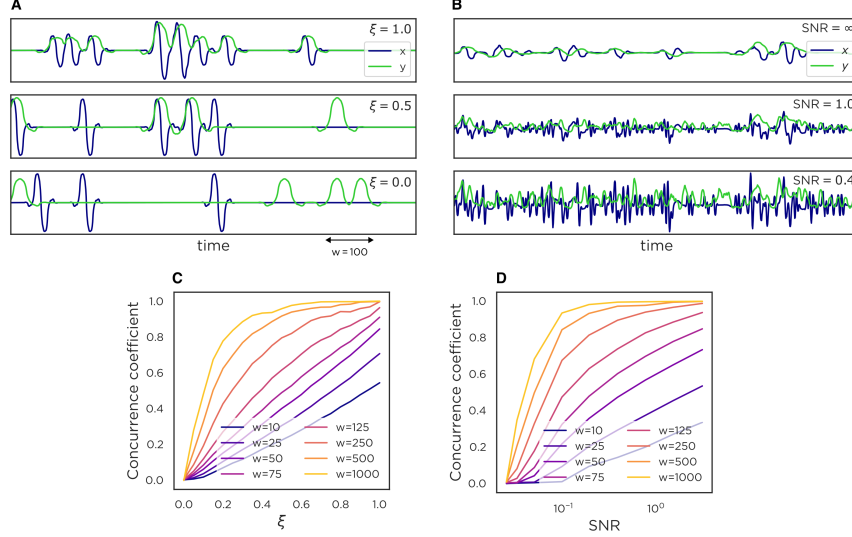 A
B
ξ = 1.0
x
y
ξ = 0.5
ξ = 0.0
time
w = 100
SNR = ∞
x
y
SNR = 1.0
SNR = 0.4
time
C
Concurrence coefficient
1.0
0.8
0.6
0.4
0.2
0.0
w=10
w=25
w=50
w=75
w=125
w=250
w=500
w=1000
0.0 0.2 0.4 0.6 0.8 1.0
ξ
D
Concurrence coefficient
1.0
0.8
0.6
0.4
0.2
0.0
w=10
w=25
w=50
w=75
w=125
w=250
w=500
w=1000
10⁻¹ 10⁰
SNR